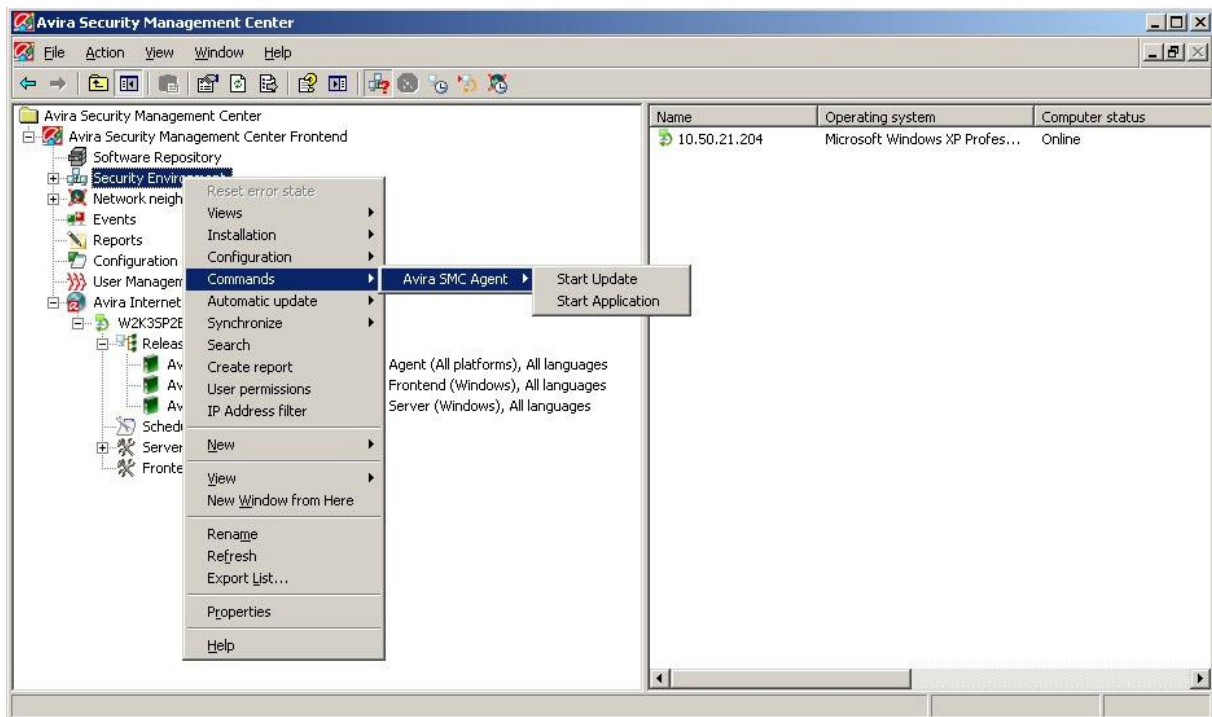 Avira Security Management Center
File Action View Window Help
Avira Security Management Center
Avira Security Management Center Frontend
Software Repository
Security Environment
Network neigh
Events
Reports
Configuration
User Managem
Avira Internet
W2K3SP2E
Releas
Av
Agent (All platforms), All languages
Av
Frontend (Windows), All languages
Av
Server (Windows), All languages
Schedu
Server
Fronte
Reset error state
Views
Installation
Configuration
Commands
Automatic update
Synchronize
Search
Create report
User permissions
IP Address filter
New
View
New Window from Here
Rename
Refresh
Export List...
Properties
Help
Avira SMC Agent
Start Update
Start Application
Name Operating system Computer status
10.50.21.204 Microsoft Windows XP Profes... Online